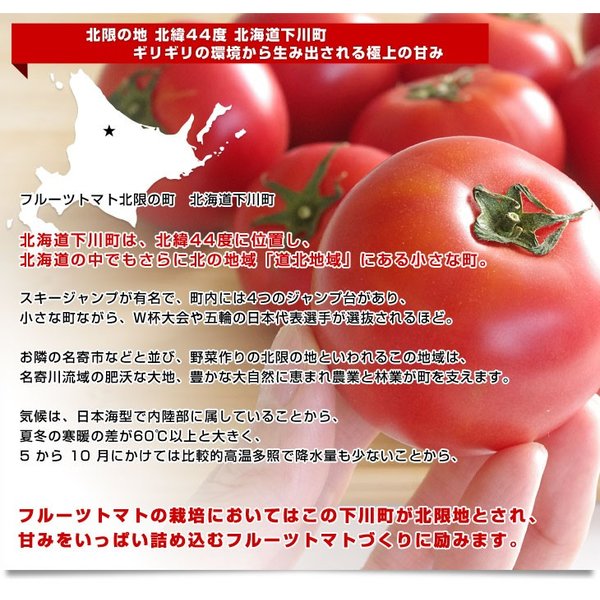 北限の地 北緯44度 北海道下川町
ギリギリの環境から生み出される極上の甘み
フルーツトマト北限の町　北海道下川町
北海道下川町は、北緯44度に位置し、
北海道の中でもさらに北の地域「道北地域」にある小さな町。
スキージャンプが有名で、町内には4つのジャンプ台があり、
小さな町ながら、W杯大会や五輪の日本代表選手が選抜されるほど。
お隣の名寄市などと並び、野菜作りの北限の地といわれるこの地域は、
名寄川流域の肥沃な大地、豊かな大自然に恵まれ農業と林業が町を支えます。
気候は、日本海型で内陸部に属していることから、
夏冬の寒暖の差が60℃以上と大きく、
5 から 10 月にかけては比較的高温多照で降水量も少ないことから、
フルーツトマトの栽培においてはこの下川町が北限地とされ、
甘みをいっぱい詰め込むフルーツトマトづくりに励みます。